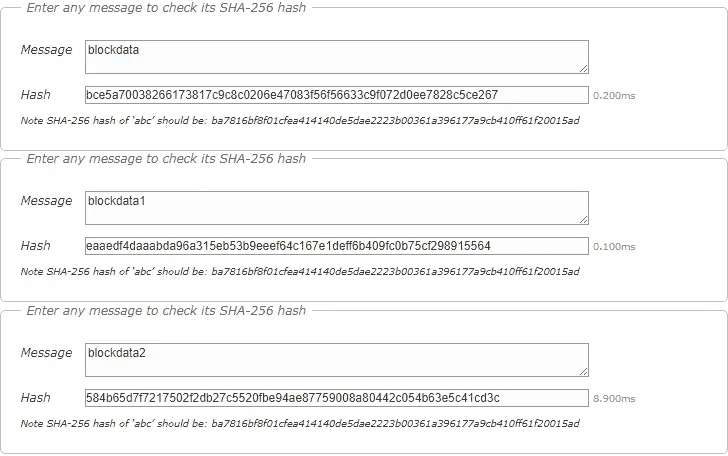 Enter any message to check its SHA-256 hash
Message blockdata
Hash bce5a70038266173817c9c8c0206e47083f56f56633c9f072d0ee7828c5ce267 0.200ms
Note SHA-256 hash of ‘abc’ should be: ba7816bf8f01cfea414140de5dae2223b00361a396177a9cb410ff61f20015ad
Enter any message to check its SHA-256 hash
Message blockdata1
Hash eaaedf4daaabda96a315eb53b9eeef64c167e1deff6b409fc0b75cf298915564 0.100ms
Note SHA-256 hash of ‘abc’ should be: ba7816bf8f01cfea414140de5dae2223b00361a396177a9cb410ff61f20015ad
Enter any message to check its SHA-256 hash
Message blockdata2
Hash 584b65d7f7217502f2db27c5520fbe94ae87759008a80442c054b63e5c41cd3c 8.900ms
Note SHA-256 hash of ‘abc’ should be: ba7816bf8f01cfea414140de5dae2223b00361a396177a9cb410ff61f20015ad